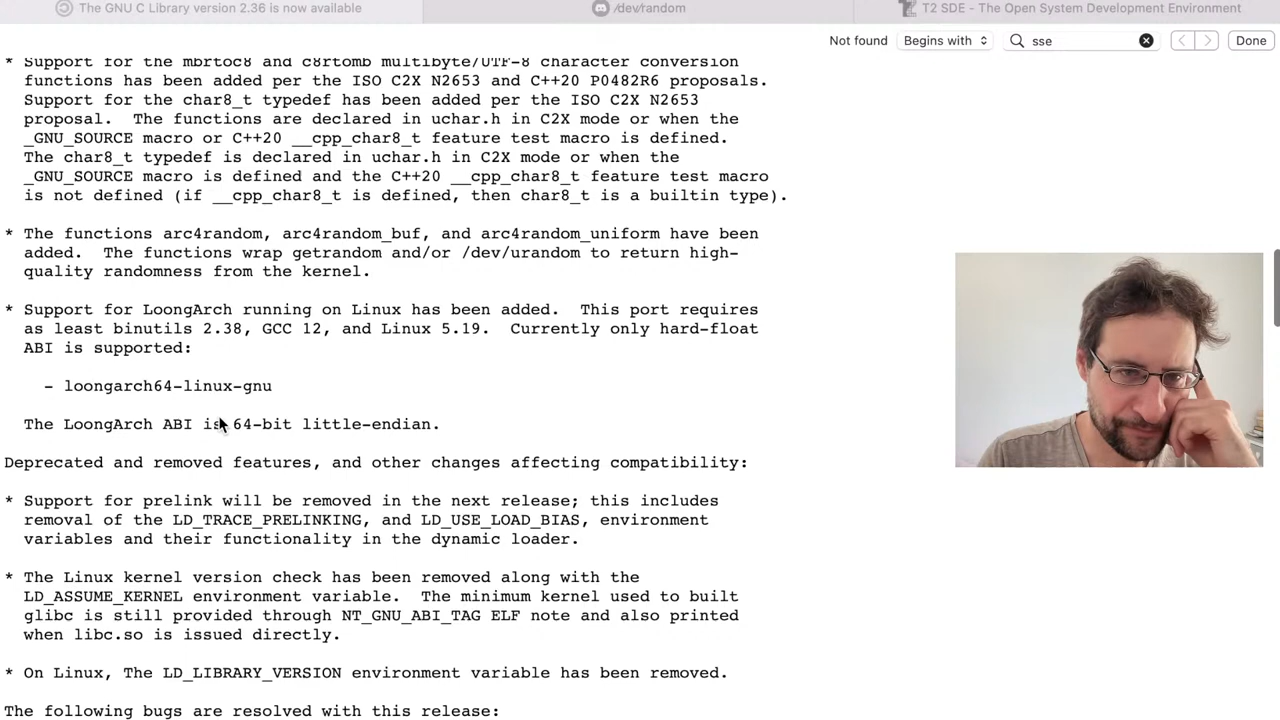 The GNU C Library version 2.36 is now available
/dev/random
T2 SDE - The Open System Development Environment
Not found
Begins with
sse
Done
* Support for the mbrtoc8 and c8rtomb multibyte/UTF-8 character conversion
functions has been added per the ISO C2X N2653 and C++20 P0482R6 proposals.
Support for the char8_t typedef has been added per the ISO C2X N2653
proposal.  The functions are declared in uchar.h in C2X mode or when the
_GNU_SOURCE macro or C++20 __cpp_char8_t feature test macro is defined.
The char8_t typedef is declared in uchar.h in C2X mode or when the
_GNU_SOURCE macro is defined and the C++20 __cpp_char8_t feature test macro
is not defined (if __cpp_char8_t is defined, then char8_t is a builtin type).
* The functions arc4random, arc4random_buf, and arc4random_uniform have been
added.  The functions wrap getrandom and/or /dev/urandom to return high-
quality randomness from the kernel.
* Support for LoongArch running on Linux has been added.  This port requires
as least binutils 2.38, GCC 12, and Linux 5.19.  Currently only hard-float
ABI is supported:
- loongarch64-linux-gnu
The LoongArch ABI is 64-bit little-endian.
Deprecated and removed features, and other changes affecting compatibility:
* Support for prelink will be removed in the next release; this includes
removal of the LD_TRACE_PRELINKING, and LD_USE_LOAD_BIAS, environment
variables and their functionality in the dynamic loader.
* The Linux kernel version check has been removed along with the
LD_ASSUME_KERNEL environment variable.  The minimum kernel used to built
glibc is still provided through NT_GNU_ABI_TAG ELF note and also printed
when libc.so is issued directly.
* On Linux, The LD_LIBRARY_VERSION environment variable has been removed.
The following bugs are resolved with this release: